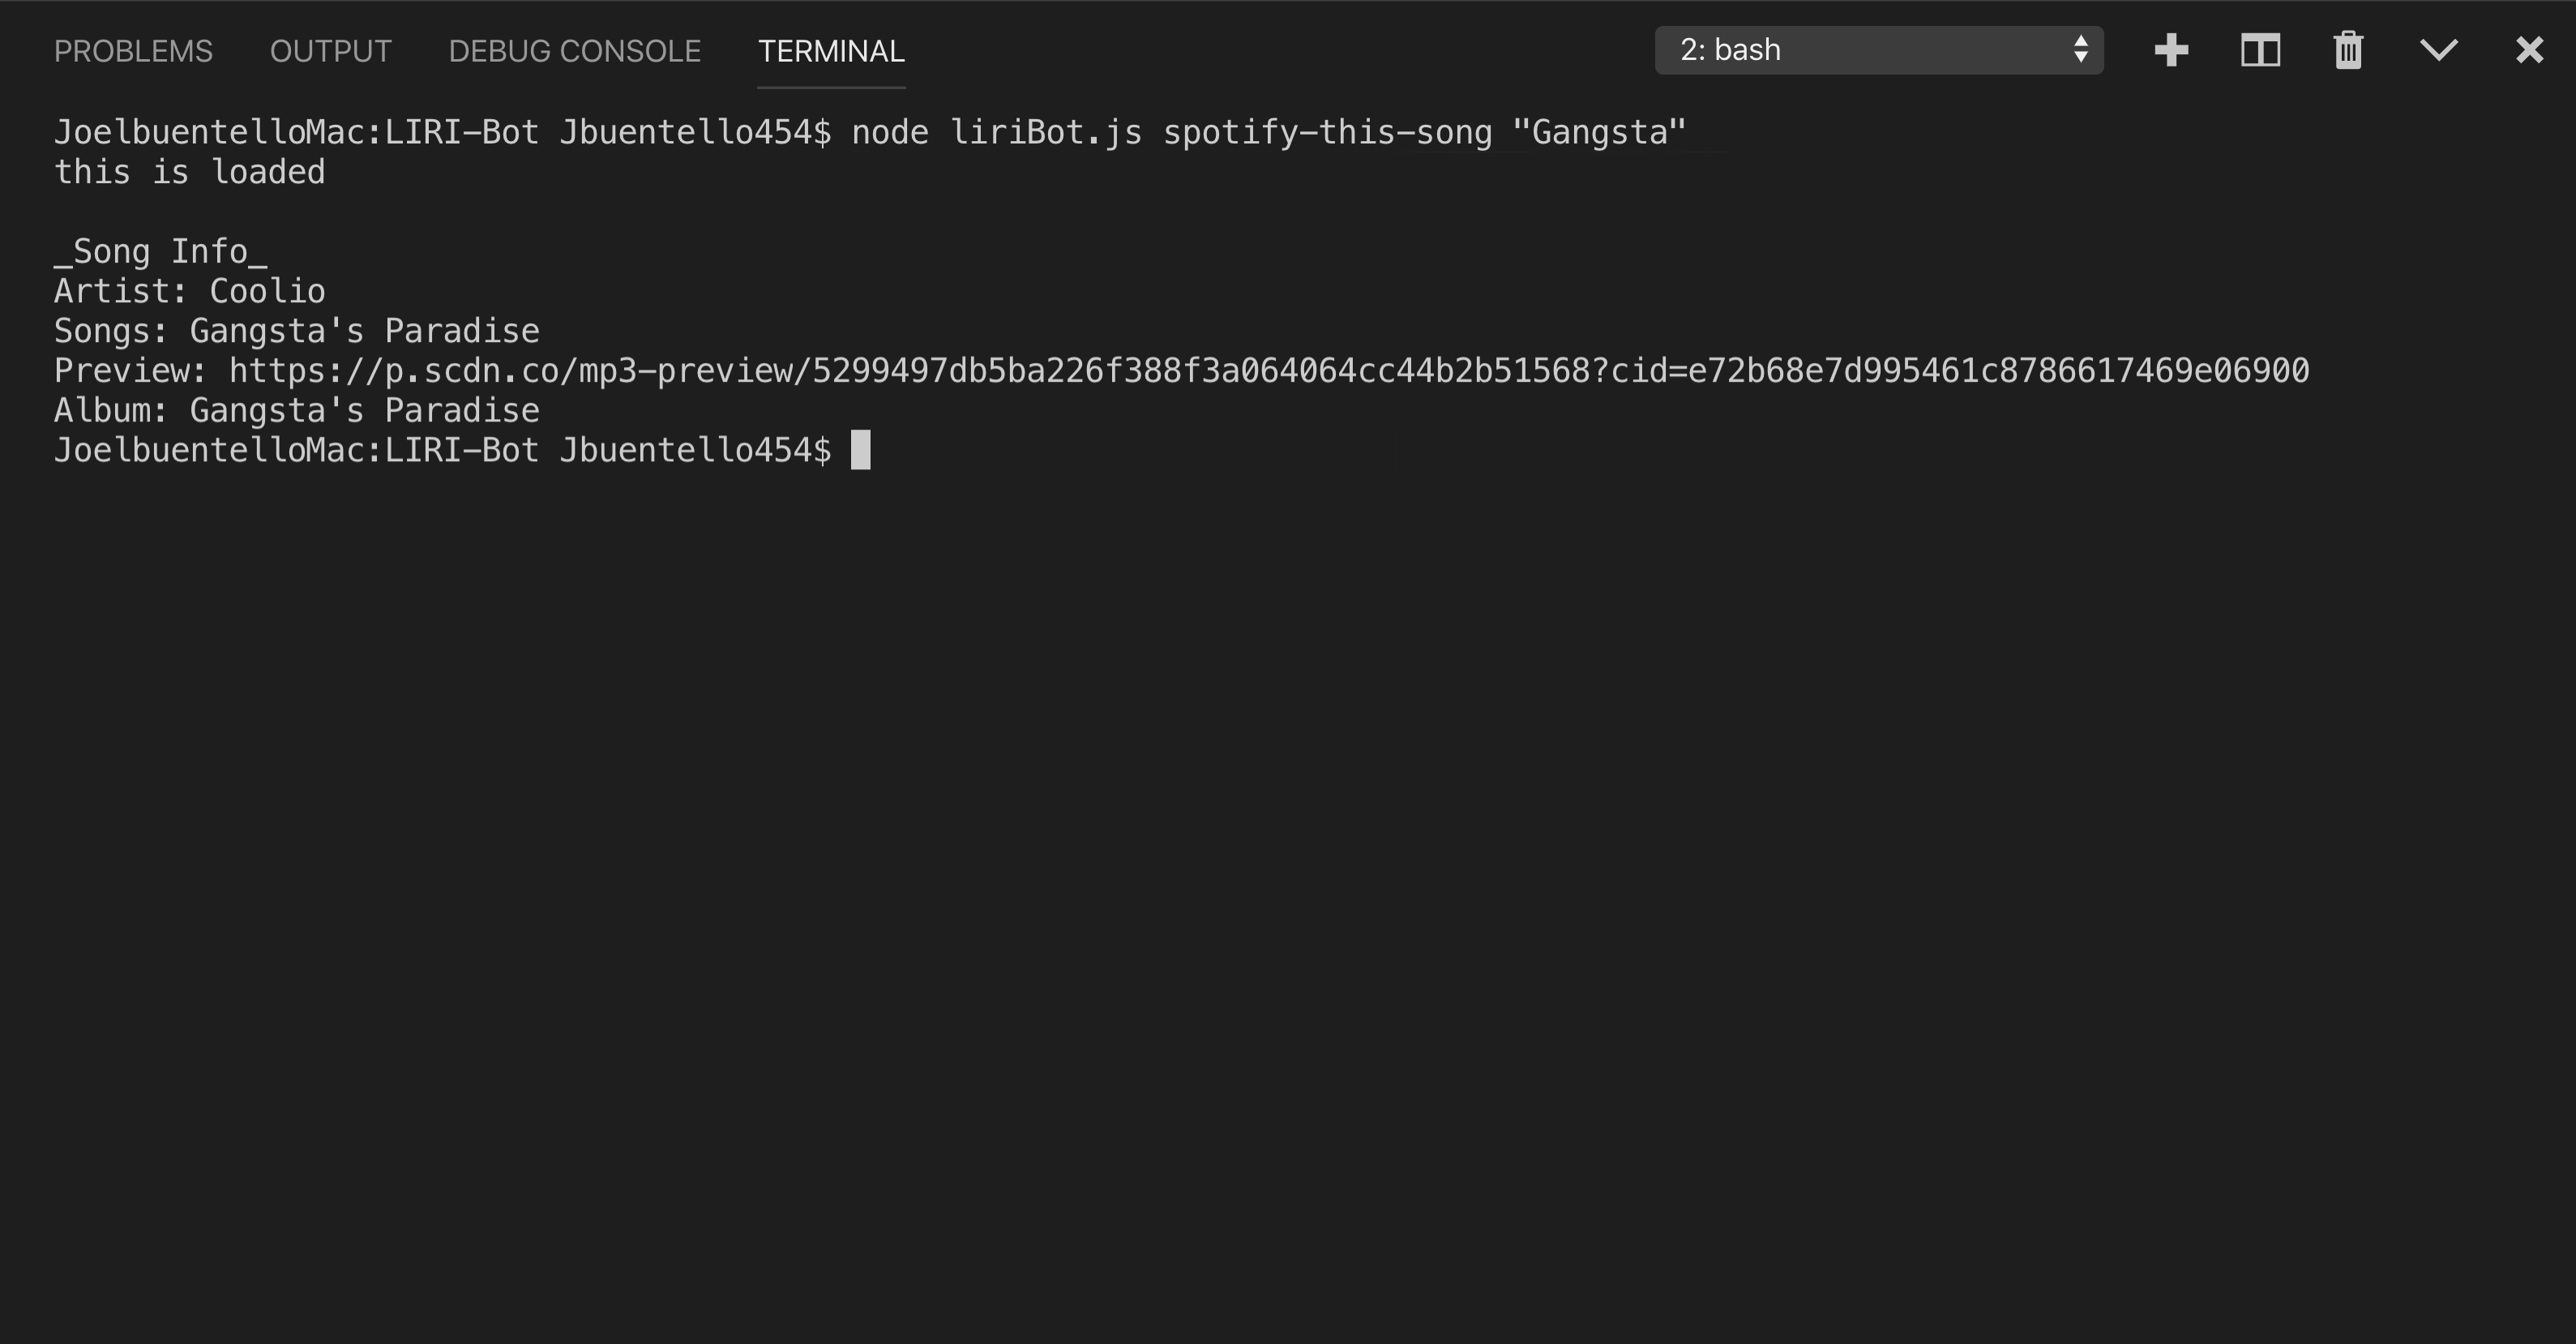 PROBLEMS OUTPUT DEBUG CONSOLE TERMINAL 2: bash
JoelbuentelloMac:LIRI-Bot Jbuentello454$ node liriBot.js spotify-this-song "Gangsta"
this is loaded
_Song Info_
Artist: Coolio
Songs: Gangsta's Paradise
Preview: https://p.scdn.co/mp3-preview/5299497db5ba226f388f3a064064cc44b2b51568?cid=e72b68e7d995461c8786617469e06900
Album: Gangsta's Paradise
JoelbuentelloMac:LIRI-Bot Jbuentello454$